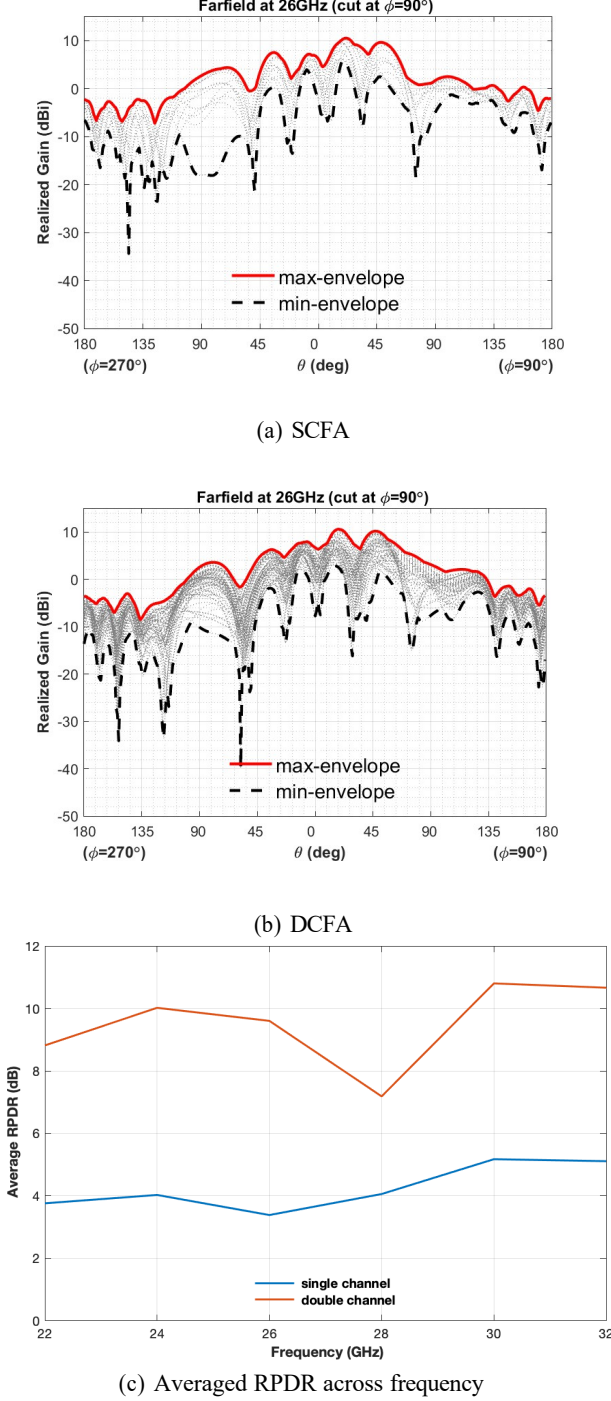 Farfield at 26GHz (cut at ϕ=90°)
10
0
-10
-20
-30
-40
-50
Realized Gain (dBi)
max-envelope
min-envelope
180 135 90 45 0 45 90 135 180
(ϕ=270°) θ (deg) (ϕ=90°)
(a) SCFA
Farfield at 26GHz (cut at ϕ=90°)
10
0
-10
-20
-30
-40
-50
Realized Gain (dBi)
max-envelope
min-envelope
180 135 90 45 0 45 90 135 180
(ϕ=270°) θ (deg) (ϕ=90°)
(b) DCFA
12
10
8
6
4
2
0
Average RPDR (dB)
single channel
double channel
22 24 26 28 30 32
Frequency (GHz)
(c) Averaged RPDR across frequency